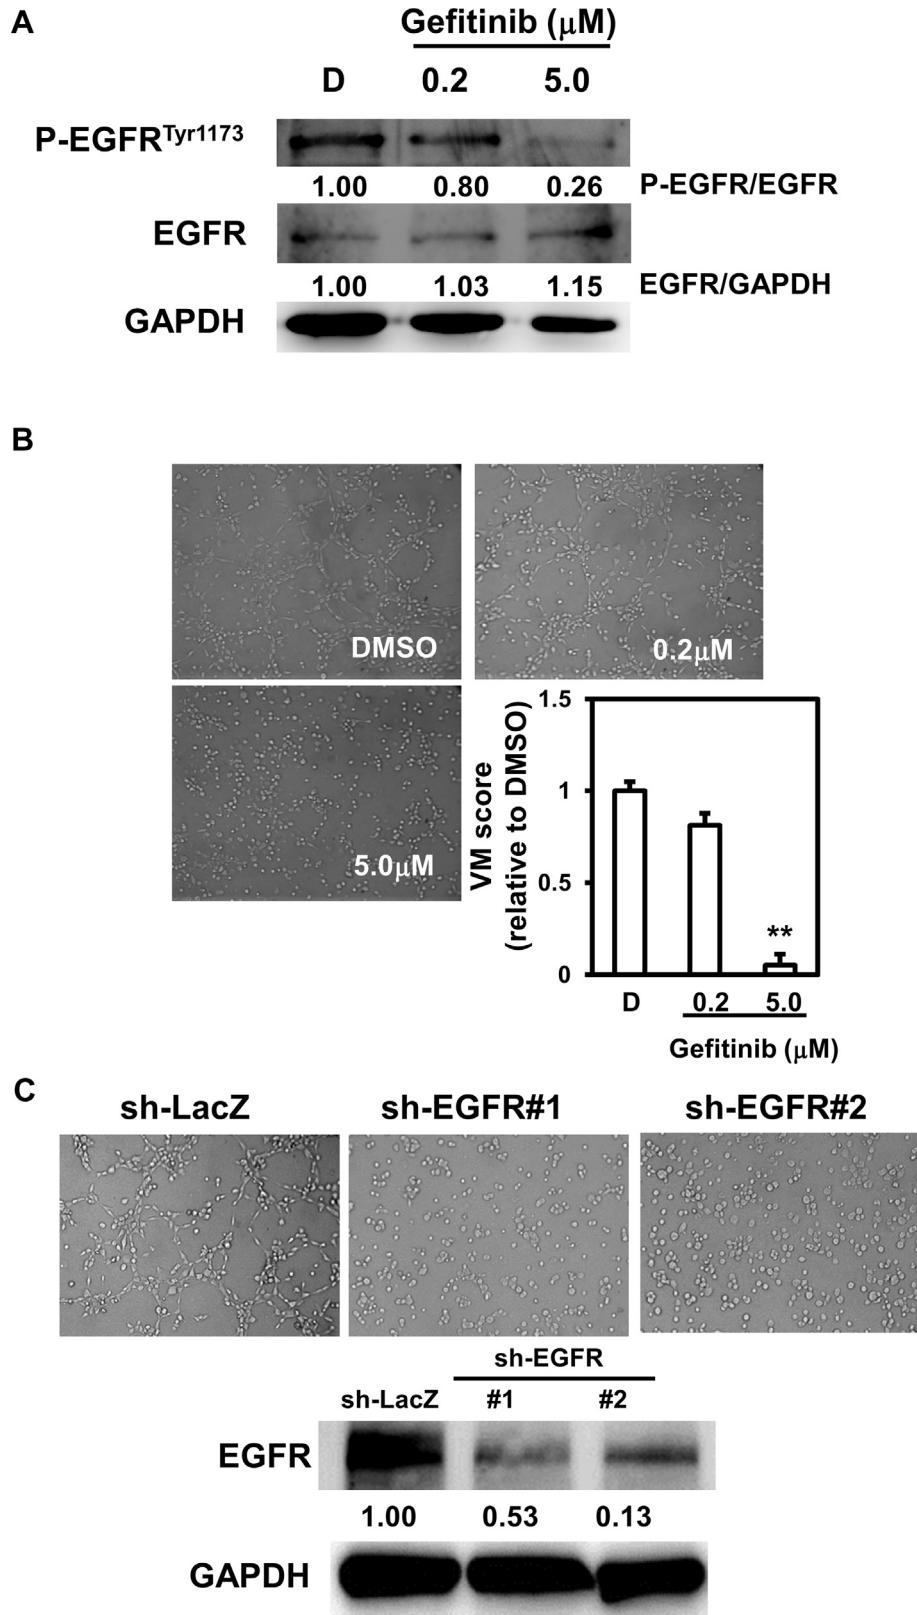 A
Gefitinib (μM)
D 0.2 5.0
P-EGFRTyr1173
1.00 0.80 0.26 P-EGFR/EGFR
EGFR
1.00 1.03 1.15 EGFR/GAPDH
GAPDH
B
DMSO
0.2μM
5.0μM
VM score
(relative to DMSO)
1.5
1
0.5
0
**
D 0.2 5.0
Gefitinib (μM)
C
sh-LacZ sh-EGFR#1 sh-EGFR#2
sh-EGFR
sh-LacZ #1 #2
EGFR
1.00 0.53 0.13
GAPDH